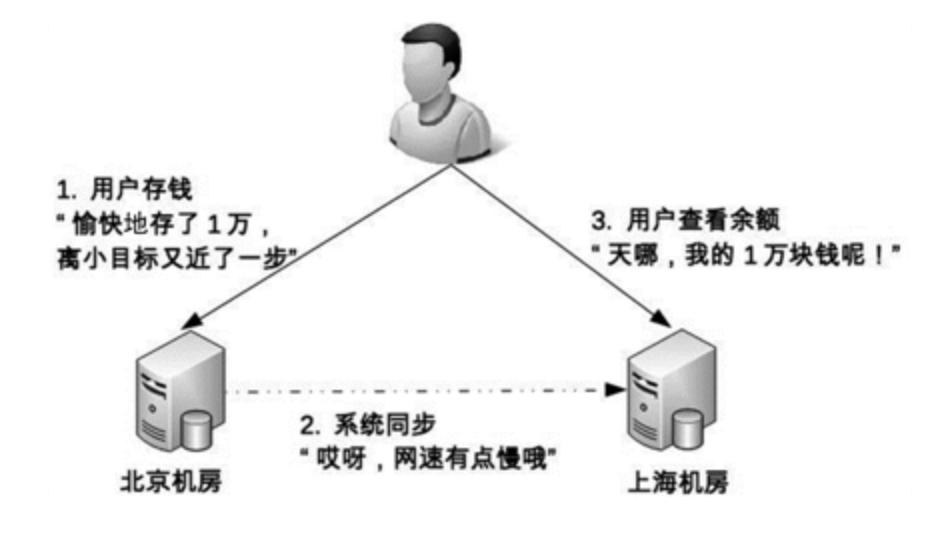 1. 用户存钱
“ 愉快地存了 1 万，
离小目标又近了一步”
3. 用户查看余额
“ 天哪，我的 1 万块钱呢！”
2. 系统同步
“ 哎呀，网速有点慢哦”
北京机房
上海机房